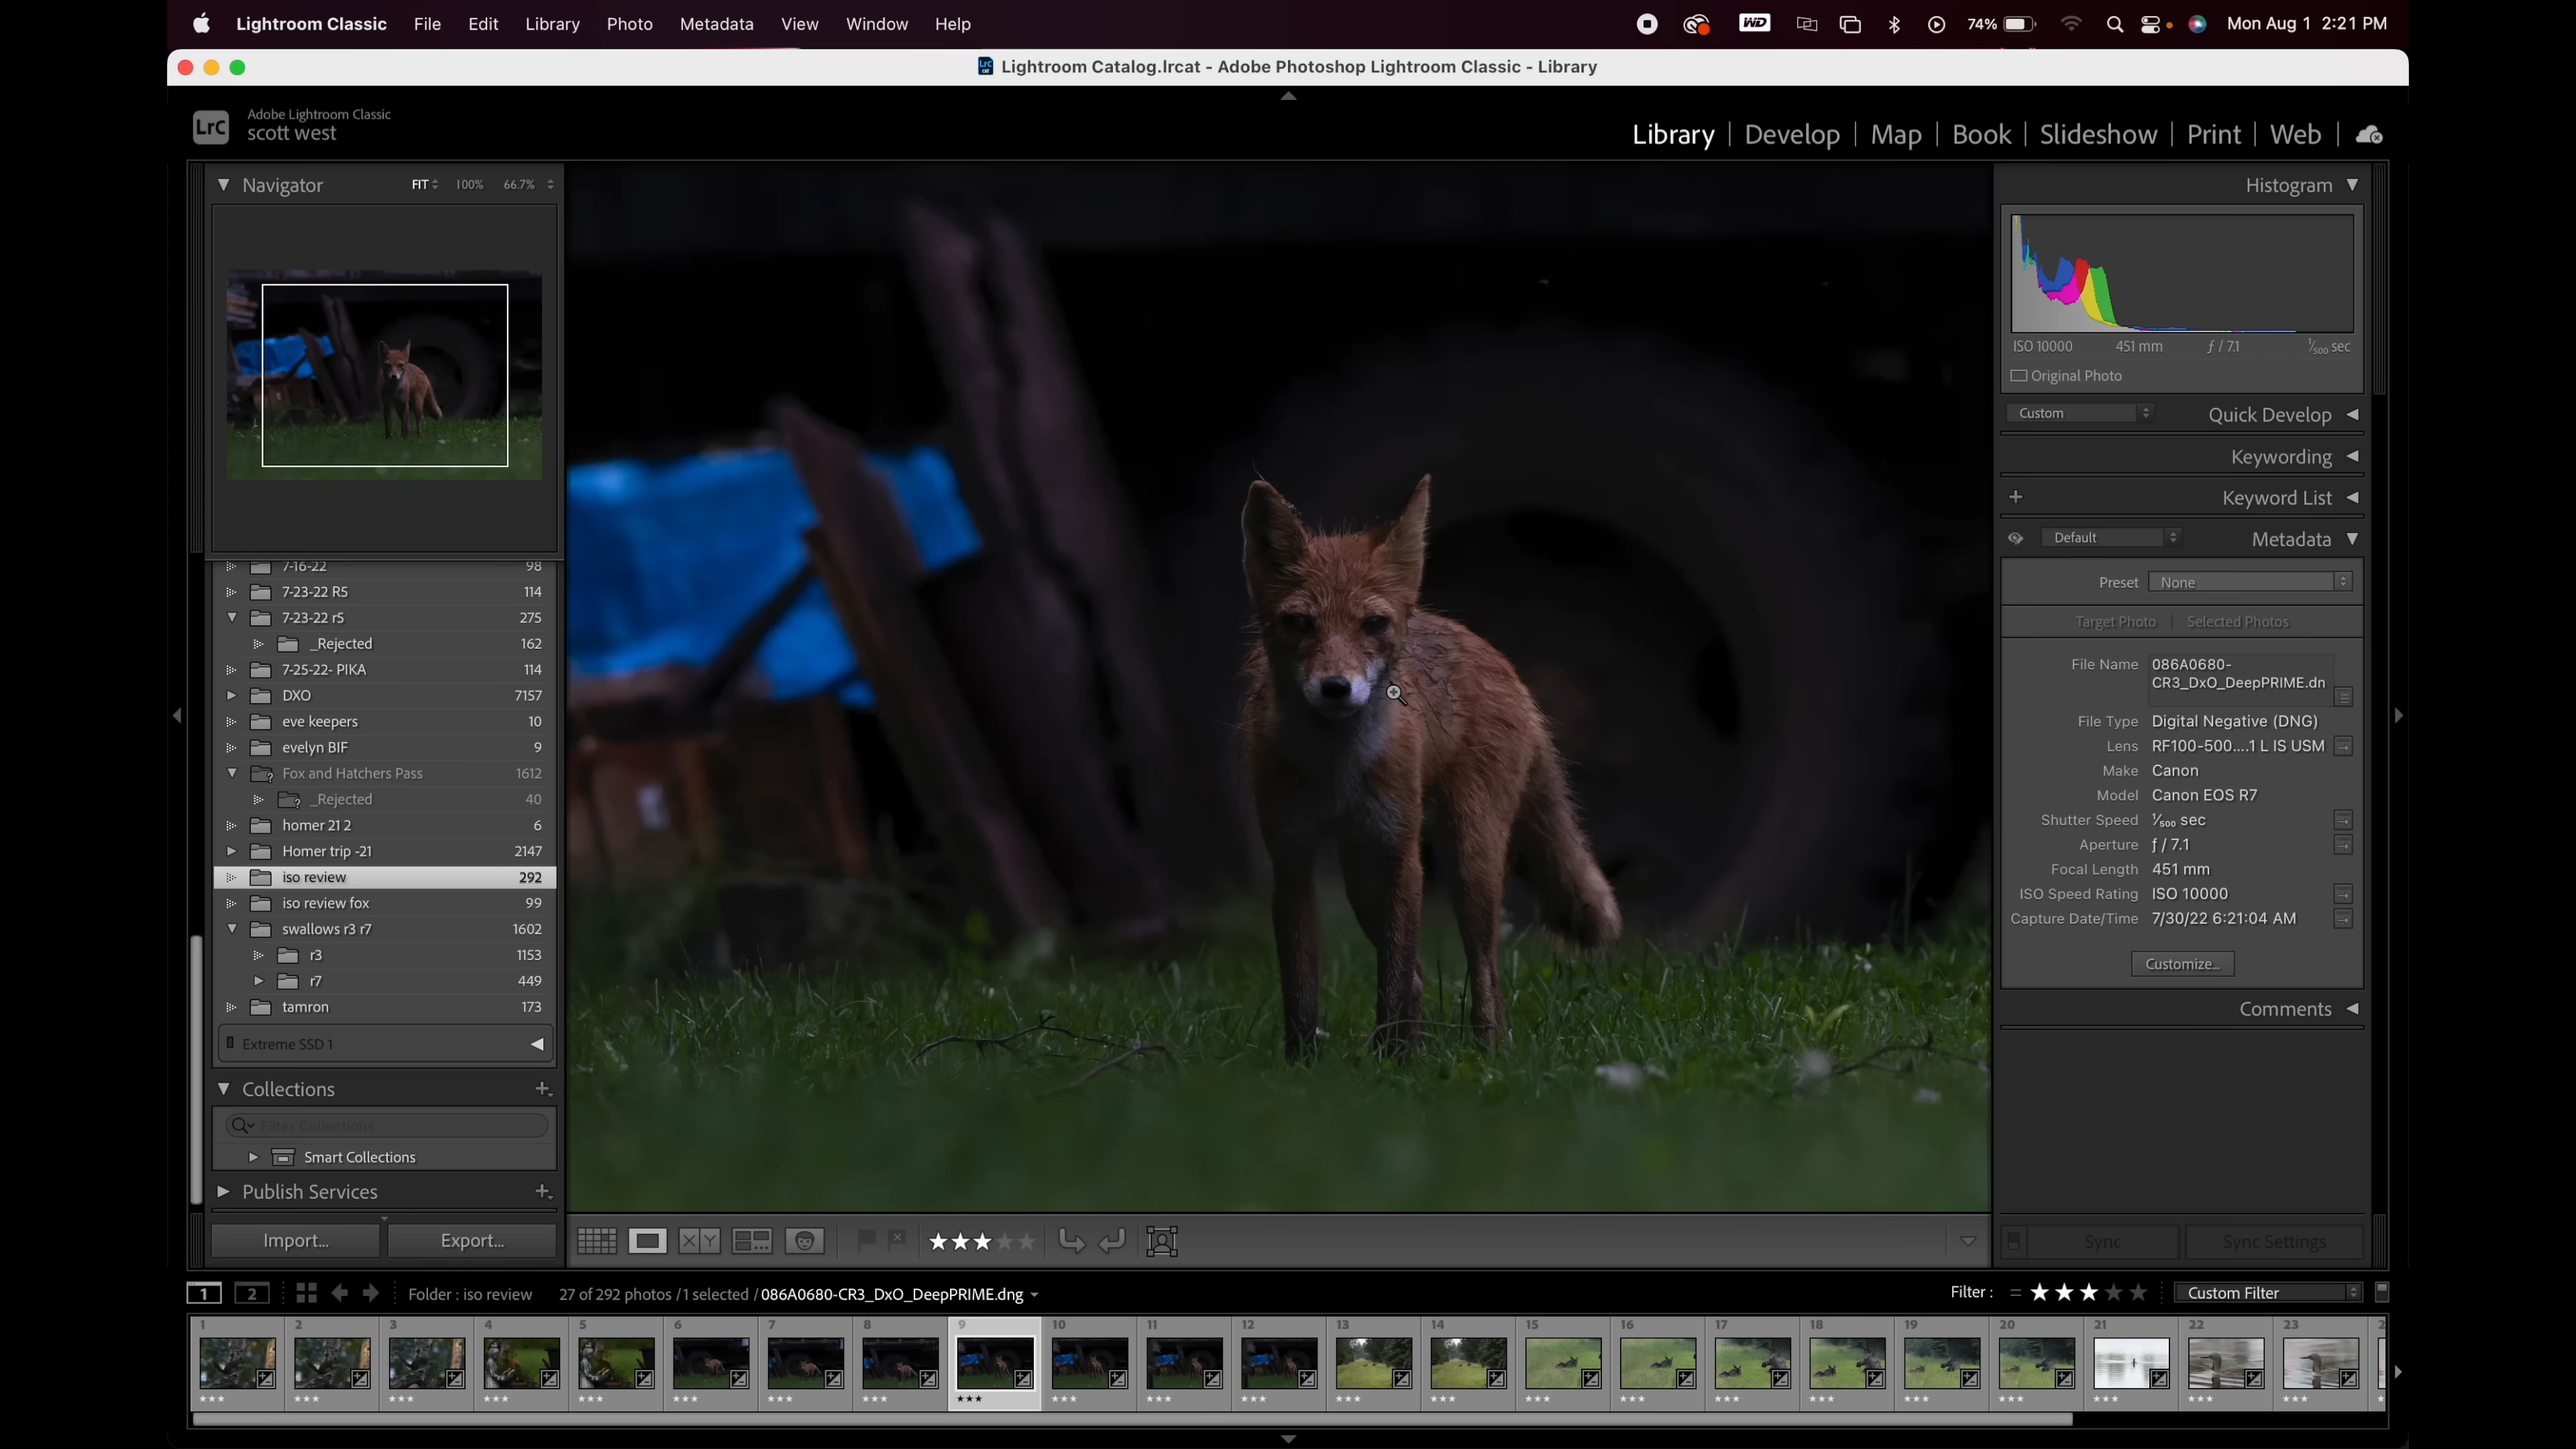 Lightroom Classic File Edit Library Photo Metadata View Window Help
WD 74% Mon Aug 1 2:21 PM
Lightroom Catalog.lrcat - Adobe Photoshop Lightroom Classic - Library
LrC
Adobe Lightroom Classic
scott west
Library | Develop | Map | Book | Slideshow | Print | Web
Navigator FIT 100% 66.7%
7-16-22 98
7-23-22 R5 114
7-23-22 r5 275
_Rejected 162
7-25-22- PIKA 114
DXO 7157
eve keepers 10
evelyn BIF 9
Fox and Hatchers Pass 1612
_Rejected 40
homer 21 2 6
Homer trip -21 2147
iso review 292
iso review fox 99
swallows r3 r7 1602
r3 1153
r7 449
tamron 173
Extreme SSD 1
Collections
Filter Collections
Smart Collections
Publish Services
Import... Export...
Histogram
ISO 10000 451 mm ƒ / 7.1 1/500 sec
Original Photo
Custom Quick Develop
Keywording
Keyword List
Default Metadata
Preset None
Target Photo Selected Photos
File Name 086A0680-
CR3_DxO_DeepPRIME.dn
File Type Digital Negative (DNG)
Lens RF100-500....1 L IS USM
Make Canon
Model Canon EOS R7
Shutter Speed 1/500 sec
Aperture ƒ / 7.1
Focal Length 451 mm
ISO Speed Rating ISO 10000
Capture Date/Time 7/30/22 6:21:04 AM
Customize...
Comments
X Y
Sync Sync Settings
1 2 Folder : iso review 27 of 292 photos / 1 selected / 086A0680-CR3_DxO_DeepPRIME.dng Filter : Custom Filter
1 2 3 4 5 6 7 8 9 10 11 12 13 14 15 16 17 18 19 20 21 22 23